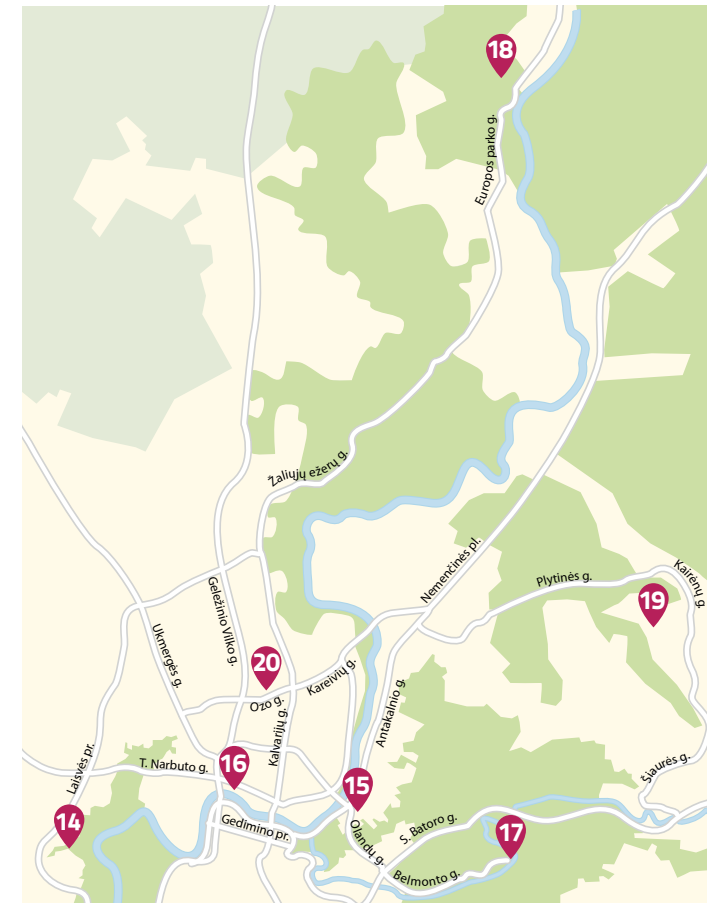 18
Europos parko g.
Žaliųjų ežerų g.
Nemenčinės pl.
Plytinės g.
Kairėnų g.
19
Geležinio Vilko g.
Ukmergės g.
20
Ozo g.
Kareivių g.
Kalvarijų g.
Antakalnio g.
Laisvės pr.
T. Narbuto g.
16
15
Šiaurės g.
14
Gedimino pr.
Olandų g.
S. Batoro g.
17
Belmonto g.